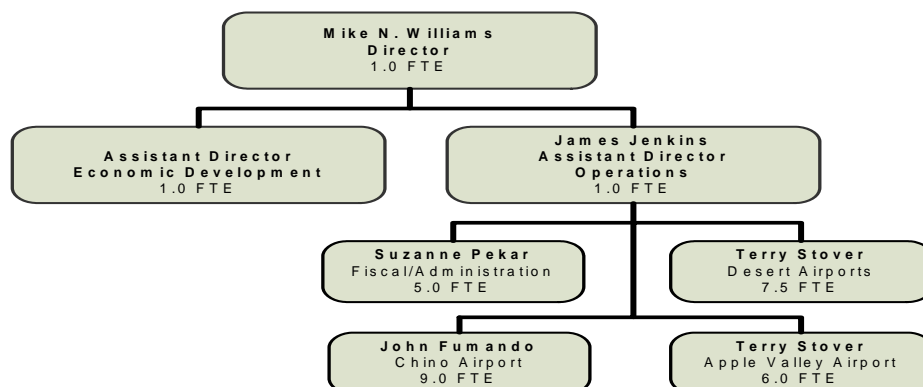 Mike N. Williams
Director
1.0 FTE
Assistant Director
Economic Development
1.0 FTE
James Jenkins
Assistant Director
Operations
1.0 FTE
Suzanne Pekar
Fiscal/Administration
5.0 FTE
Terry Stover
Desert Airports
7.5 FTE
John Fumando
Chino Airport
9.0 FTE
Terry Stover
Apple Valley Airport
6.0 FTE